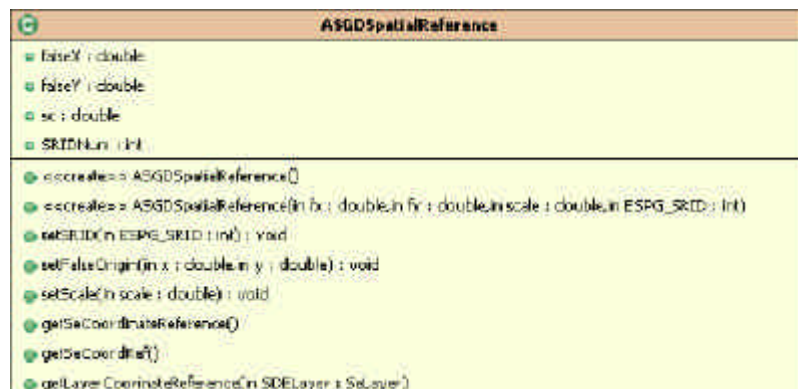 ASGDSpatialReference
falseX : double
falseY : double
sc : double
SRIDNum : int
<<create>> ASGDSpatialReference()
<<create>> ASGDSpatialReference(in fx : double,in fy : double,in scale : double,in ESPG_SRID : int)
setSRID(in ESPG_SRID : int) : void
setFalseOrigin(in x : double,in y : double) : void
setScale(in scale : double) : void
getSeCoordinateReference()
getSeCoordRef()
getLayerCoorinateReference(in SDELayer : SeLayer)